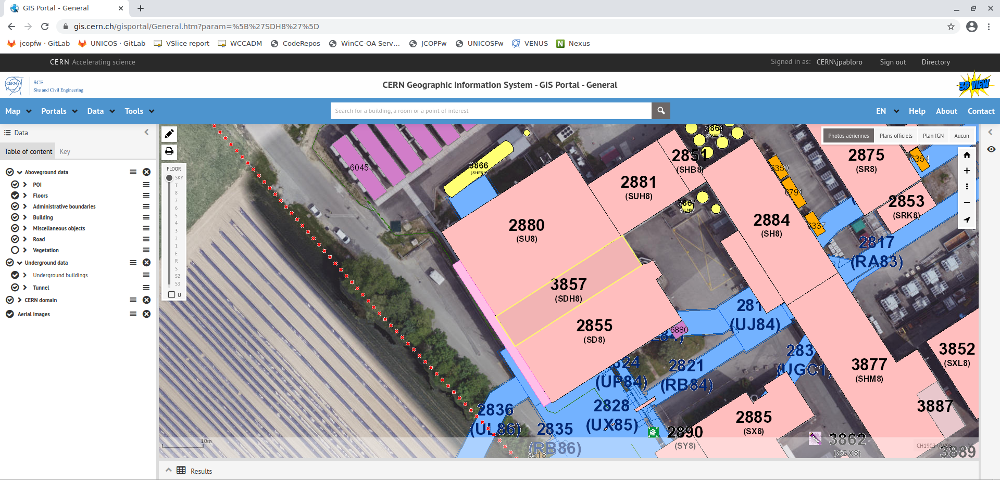 GIS Portal - General
gis.cern.ch/gisportal/General.htm?param=%5B%27SDH8%27%5D
jcopfw · GitLab
UNICOS · GitLab
VSlice report
WCCADM
CodeRepos
WinCC-OA Serv...
JCOPFw
UNICOSFw
VENUS
N Nexus
CERN Accelerating science
Signed in as: CERN\jpabloro
Sign out
Directory
CERN
SCE
Site and Civil Engineering
CERN Geographic Information System - GIS Portal - General
3D VIEW
Map
Portals
Data
Tools
Search for a building, a room or a point of interest
EN
Help
About
Contact
Data
Table of content
Key
Aboveground data
POI
Floors
Administrative boundaries
Building
Miscellaneous objects
Road
Vegetation
Underground data
Underground buildings
Tunnel
CERN domain
Aerial images
FLOOR
SKY
T
8
7
6
5
4
3
2
1
E
R
S
S2
S3
U
Photos aériennes
Plans officiels
Plan IGN
Aucun
2864
6045
3866
2851
(SHB8)
2875
(SR8)
6354
6350
2881
(SUH8)
6791
3867
2853
(SRK8)
2880
(SU8)
2884
(SH8)
6337
2817
(RA83)
3857
(SDH8)
2855
(SD8)
281
(UJ84)
6880
283
(UGC1
3852
(SXL8)
(UP84)
2821
(RB84)
3877
(SHM8)
2836
(UL86)
2828
(UX85)
3887
2835
(RB86)
2885
(SX8)
2890
(SY8)
3862
(SGX8)
3889
10m
Results